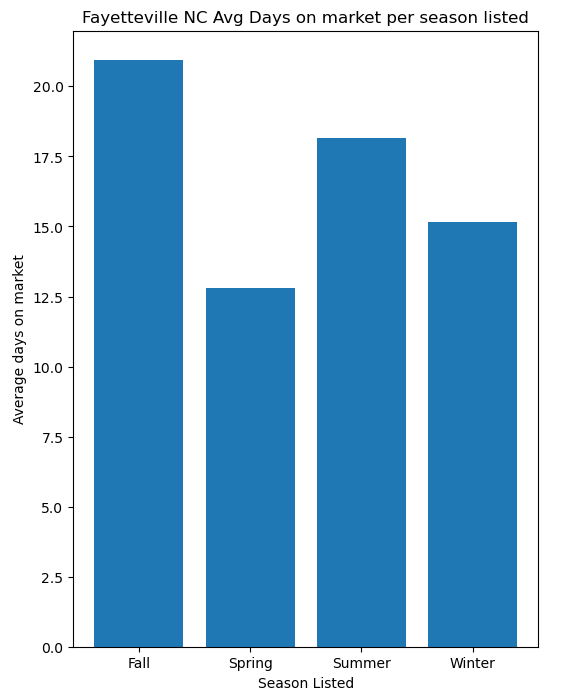 Fayetteville NC Avg Days on market per season listed
Average days on market
20.0
17.5
15.0
12.5
10.0
7.5
5.0
2.5
0.0
Fall Spring Summer Winter
Season Listed